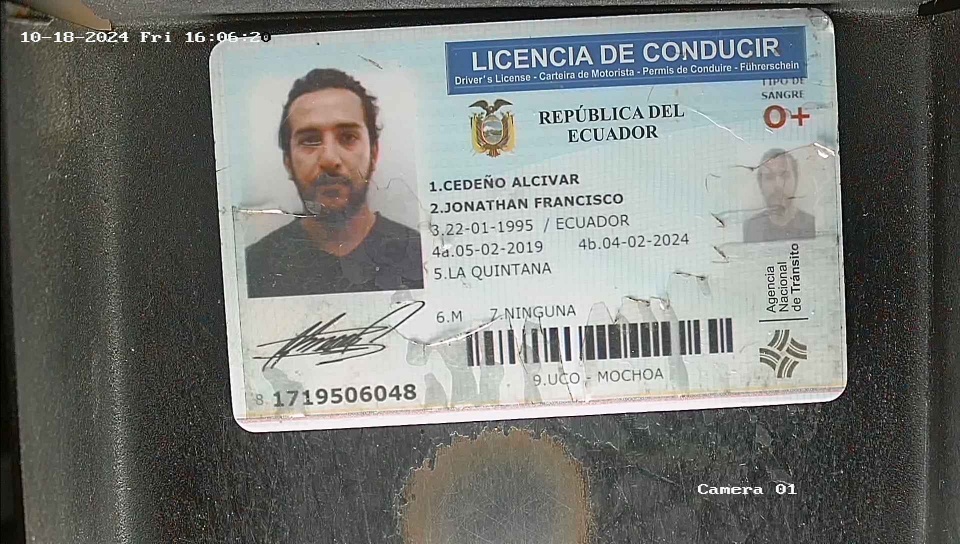 10-18-2024 Fri 16:06:2
LICENCIA DE CONDUCIR
Driver's License - Carteira de Motorista - Permis de Conduire - Führerschein
TIPO DE
SANGRE
O+
REPÚBLICA DEL
ECUADOR
1.CEDEÑO ALCIVAR
2.JONATHAN FRANCISCO
3.22-01-1995 / ECUADOR
4a.05-02-2019 4b.04-02-2024
5.LA QUINTANA
6.M 7.NINGUNA
Agencia
Nacional
de Tránsito
9.UCO - MOCHOA
8.1719506048
Camera 01